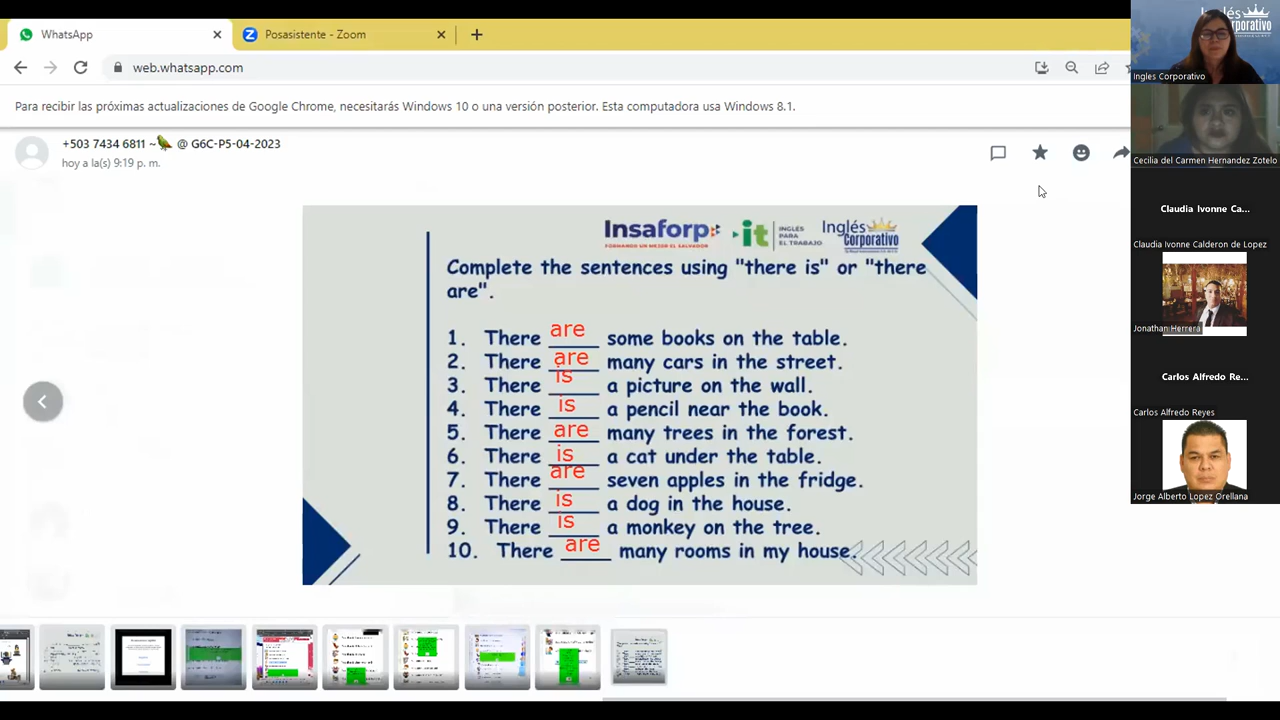 WhatsApp
Posasistente - Zoom
web.whatsapp.com
Para recibir las próximas actualizaciones de Google Chrome, necesitarás Windows 10 o una versión posterior. Esta computadora usa Windows 8.1.
+503 7434 6811 ~ @ G6C-P5-04-2023
hoy a la(s) 9:19 p. m.
Insaforp
FORMANDO UN MEJOR EL SALVADOR
it
INGLÉS
PARA
EL TRABAJO
Inglés
Corporativo
Complete the sentences using "there is" or "there
are".
1. There are some books on the table.
2. There are many cars in the street.
3. There is a picture on the wall.
4. There is a pencil near the book.
5. There are many trees in the forest.
6. There is a cat under the table.
7. There are seven apples in the fridge.
8. There is a dog in the house.
9. There is a monkey on the tree.
10. There are many rooms in my house.
Ingles Corporativo
Cecilia del Carmen Hernandez Zotelo
Claudia Ivonne Ca...
Claudia Ivonne Calderon de Lopez
Jonathan Herrera
Carlos Alfredo Re...
Carlos Alfredo Reyes
Jorge Alberto Lopez Orellana